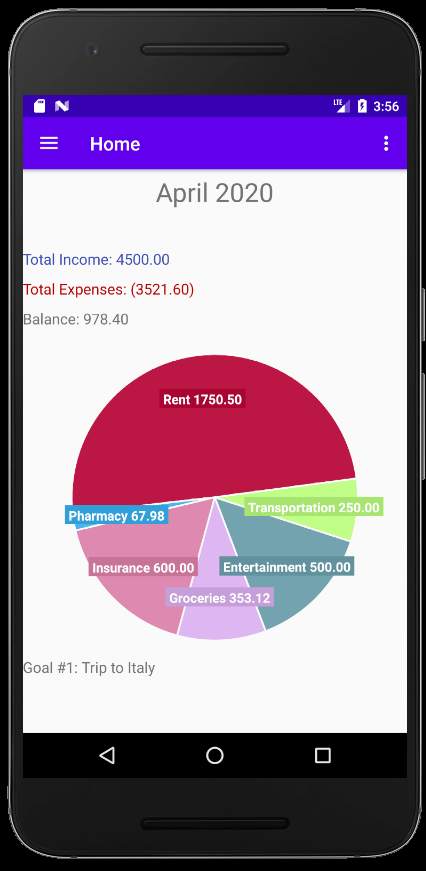 LTE 3:56
Home
April 2020
Total Income: 4500.00
Total Expenses: (3521.60)
Balance: 978.40
Rent 1750.50
Transportation 250.00
Pharmacy 67.98
Insurance 600.00
Entertainment 500.00
Groceries 353.12
Goal #1: Trip to Italy